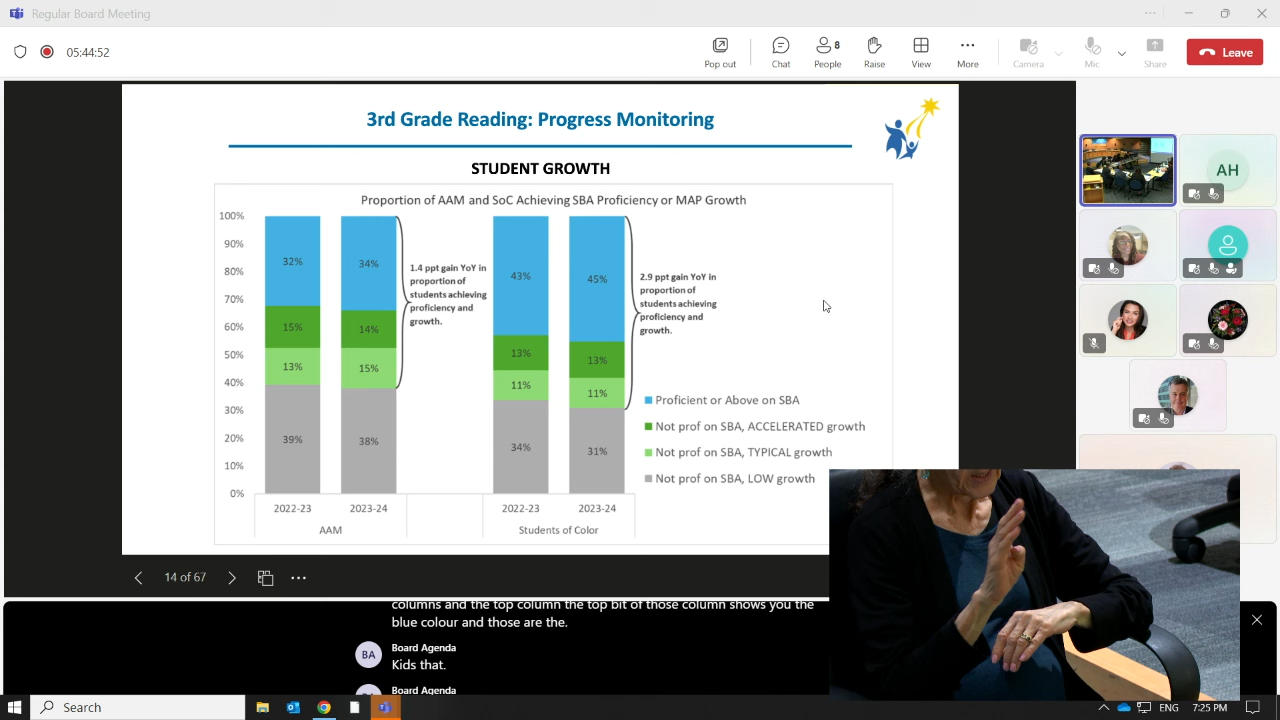 Regular Board Meeting
05:44:52
Pop out
Chat
8
People
Raise
View
More
Camera
Mic
Share
Leave
3rd Grade Reading: Progress Monitoring
STUDENT GROWTH
Proportion of AAM and SoC Achieving SBA Proficiency or MAP Growth
100%
90%
80%
70%
60%
50%
40%
30%
20%
10%
0%
32%
15%
13%
39%
34%
14%
15%
38%
1.4 ppt gain YoY in
proportion of
students achieving
proficiency and
growth.
43%
13%
11%
34%
45%
13%
11%
31%
2.9 ppt gain YoY in
proportion of
students achieving
proficiency and
growth.
Proficient or Above on SBA
Not prof on SBA, ACCELERATED growth
Not prof on SBA, TYPICAL growth
Not prof on SBA, LOW growth
2022-23
2023-24
2022-23
2023-24
AAM
Students of Color
AH
14 of 67
columns and the top column the top bit of those column shows you the
blue colour and those are the.
BA
Board Agenda
Kids that.
Board Agenda
Search
ENG
7:25 PM